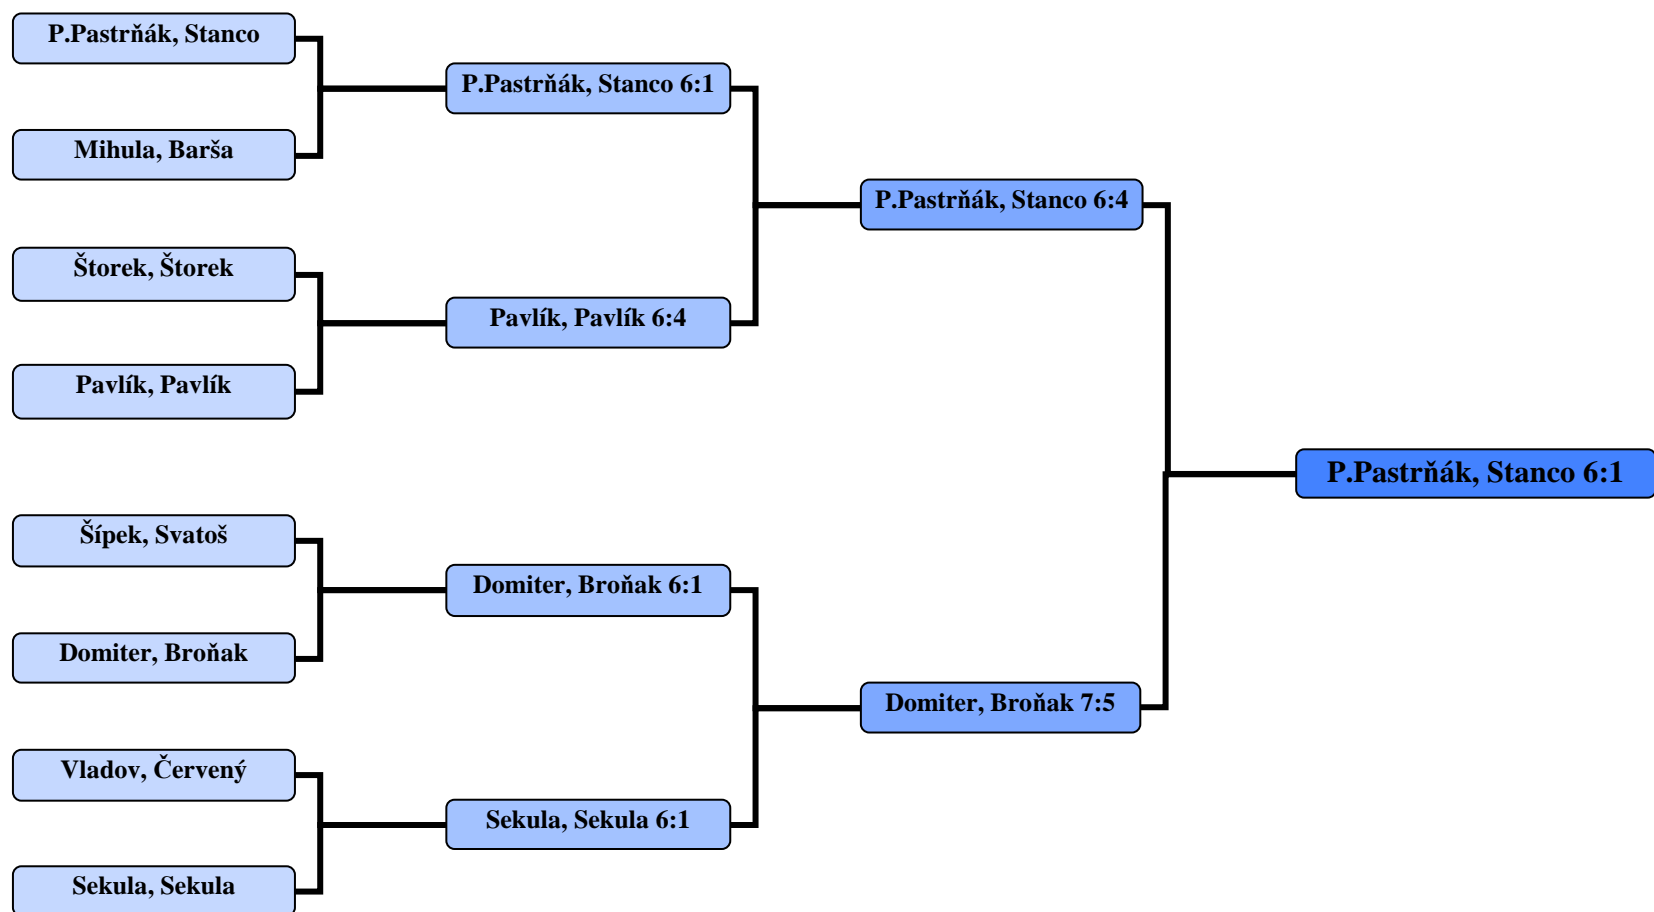 P.Pastrňák, Stanco
Mihula, Barša
Štorek, Štorek
Pavlík, Pavlík
Šípek, Svatoš
Domiter, Broňak
Vladov, Červený
Sekula, Sekula
P.Pastrňák, Stanco 6:1
Pavlík, Pavlík 6:4
Domiter, Broňak 6:1
Sekula, Sekula 6:1
P.Pastrňák, Stanco 6:4
Domiter, Broňak 7:5
P.Pastrňák, Stanco 6:1